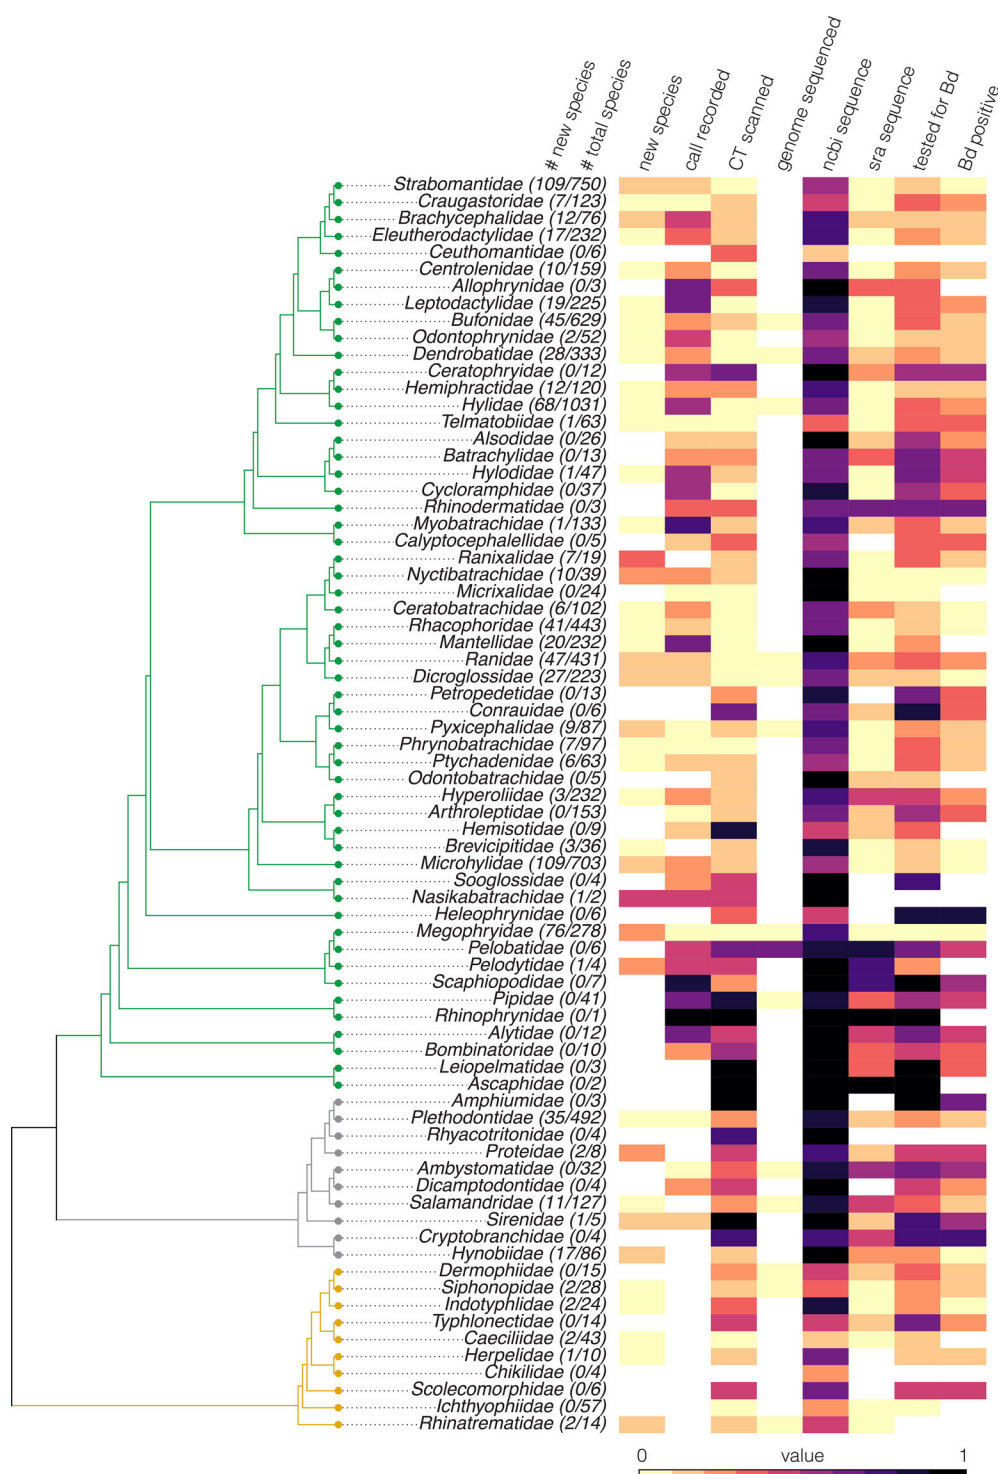 # new species
# total species
new species
call recorded
CT scanned
genome sequenced
ncbi sequence
sra sequence
tested for Bd
Bd positive
Strabomantidae (109/750)
Craugastoridae (7/123)
Brachycephalidae (12/76)
Eleutherodactylidae (17/232)
Ceuthomantidae (0/6)
Centrolenidae (10/159)
Allophrynidae (0/3)
Leptodactylidae (19/225)
Bufonidae (45/629)
Odontophrynidae (2/52)
Dendrobatidae (28/333)
Ceratophryidae (0/12)
Hemiphractidae (12/120)
Hylidae (68/1031)
Telmatobiidae (1/63)
Alsodidae (0/26)
Batrachylidae (0/13)
Hylodidae (1/47)
Cycloramphidae (0/37)
Rhinodermatidae (0/3)
Myobatrachidae (1/133)
Calyptocephalellidae (0/5)
Ranixalidae (7/19)
Nyctibatrachidae (10/39)
Micrixalidae (0/24)
Ceratobatrachidae (6/102)
Rhacophoridae (41/443)
Mantellidae (20/232)
Ranidae (47/431)
Dicroglossidae (27/223)
Petropedetidae (0/13)
Conrauidae (0/6)
Pyxicephalidae (9/87)
Phrynobatrachidae (7/97)
Ptychadenidae (6/63)
Odontobatrachidae (0/5)
Hyperoliidae (3/232)
Arthroleptidae (0/153)
Hemisotidae (0/9)
Brevicipitidae (3/36)
Microhylidae (109/703)
Sooglossidae (0/4)
Nasikabatrachidae (1/2)
Heleophrynidae (0/6)
Megophryidae (76/278)
Pelobatidae (0/6)
Pelodytidae (1/4)
Scaphiopodidae (0/7)
Pipidae (0/41)
Rhinophrynidae (0/1)
Alytidae (0/12)
Bombinatoridae (0/10)
Leiopelmatidae (0/3)
Ascaphidae (0/2)
Amphiumidae (0/3)
Plethodontidae (35/492)
Rhyacotritonidae (0/4)
Proteidae (2/8)
Ambystomatidae (0/32)
Dicamptodontidae (0/4)
Salamandridae (11/127)
Sirenidae (1/5)
Cryptobranchidae (0/4)
Hynobiidae (17/86)
Dermophiidae (0/15)
Siphonopidae (2/28)
Indotyphlidae (2/24)
Typhlonectidae (0/14)
Caeciliidae (2/43)
Herpelidae (1/10)
Chikilidae (0/4)
Scolecomorphidae (0/6)
Ichthyophiidae (0/57)
Rhinatrematidae (2/14)
0 value 1